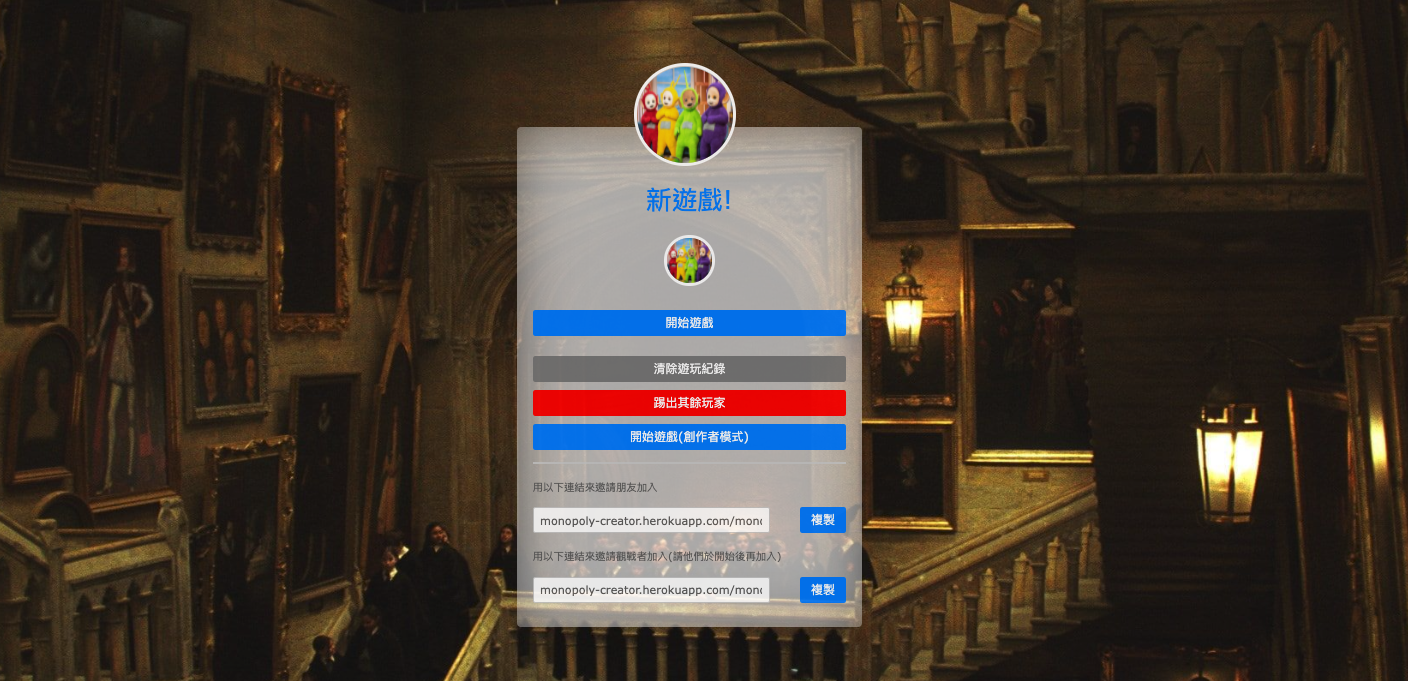 新遊戲!
開始遊戲
清除遊玩紀錄
踢出其餘玩家
開始遊戲(創作者模式)
用以下連結來邀請朋友加入
monopoly-creator.herokuapp.com/mono
複製
用以下連結來邀請觀戰者加入(請他們於開始後再加入)
monopoly-creator.herokuapp.com/mono
複製